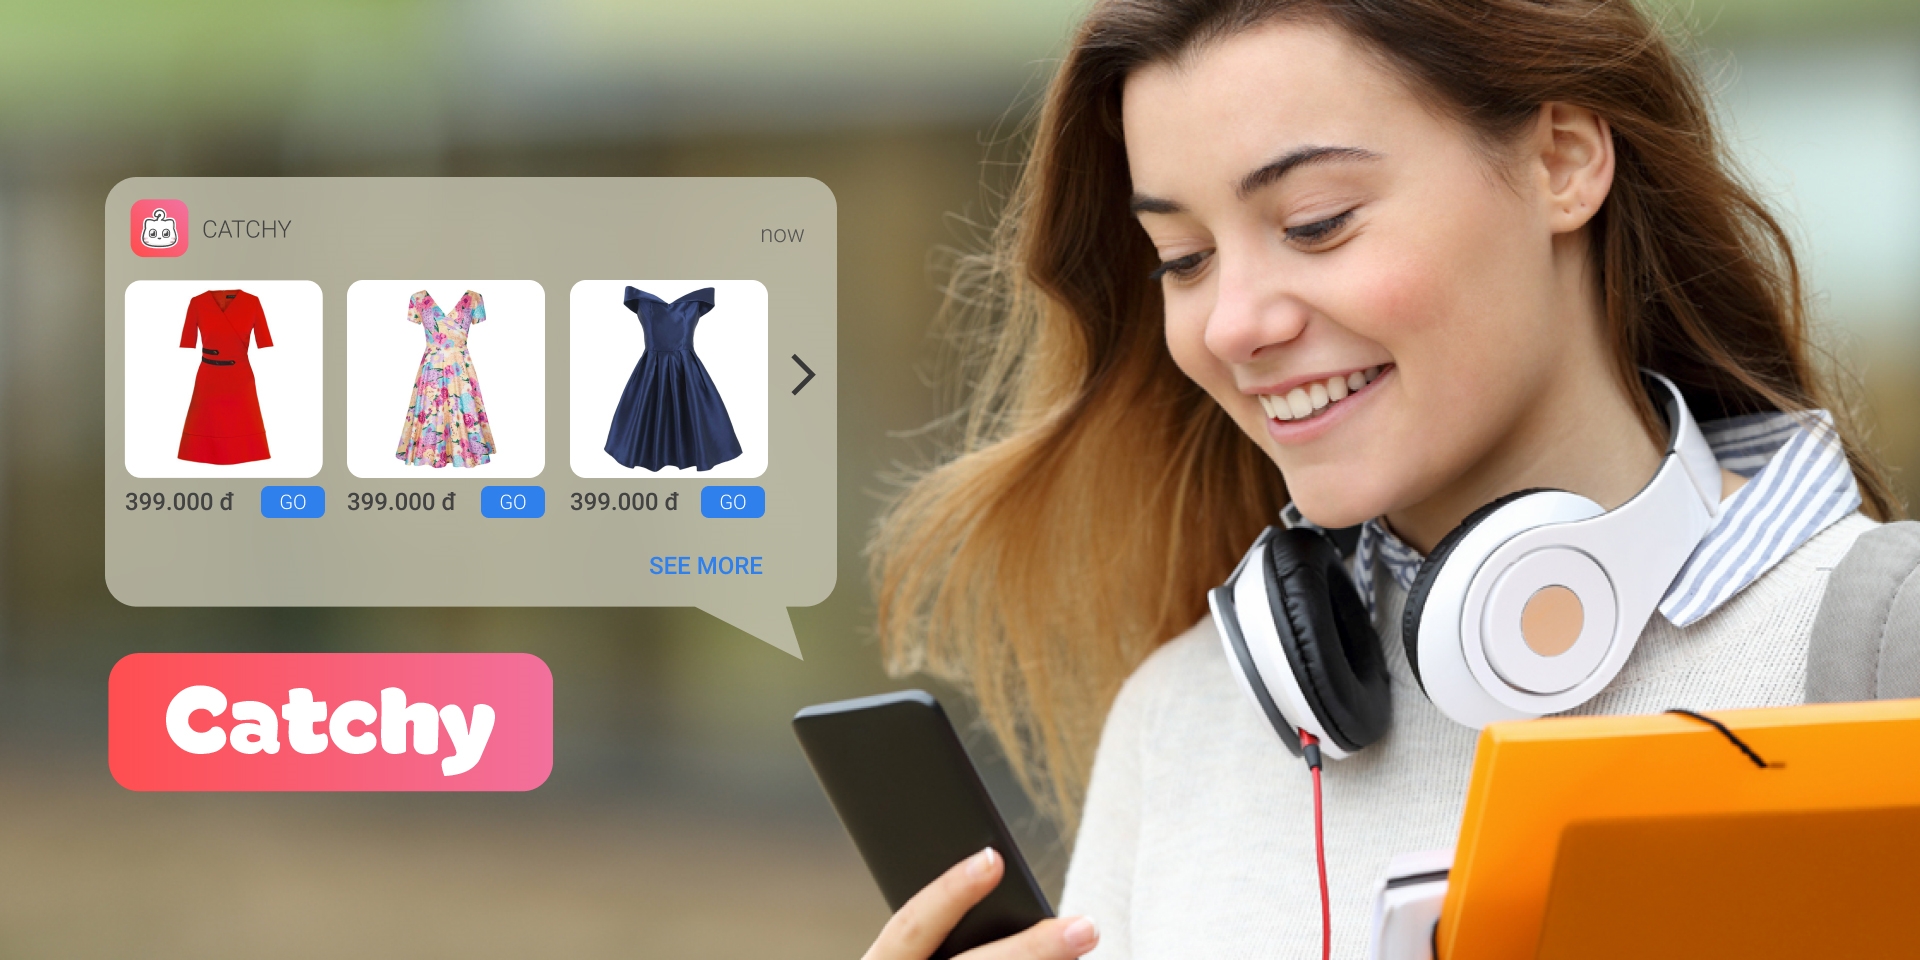 CATCHY
now
399.000 đ GO 399.000 đ GO 399.000 đ GO
SEE MORE
Catchy